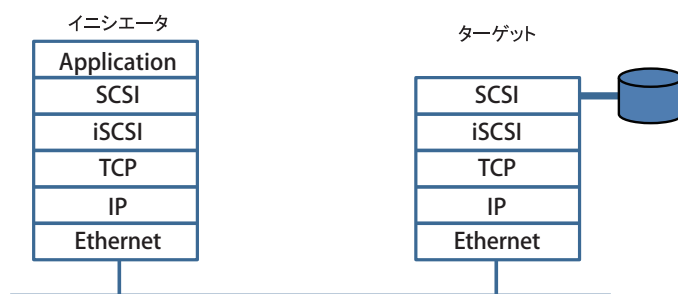 イニシエータ
Application
SCSI
iSCSI
TCP
IP
Ethernet
ターゲット
SCSI
iSCSI
TCP
IP
Ethernet